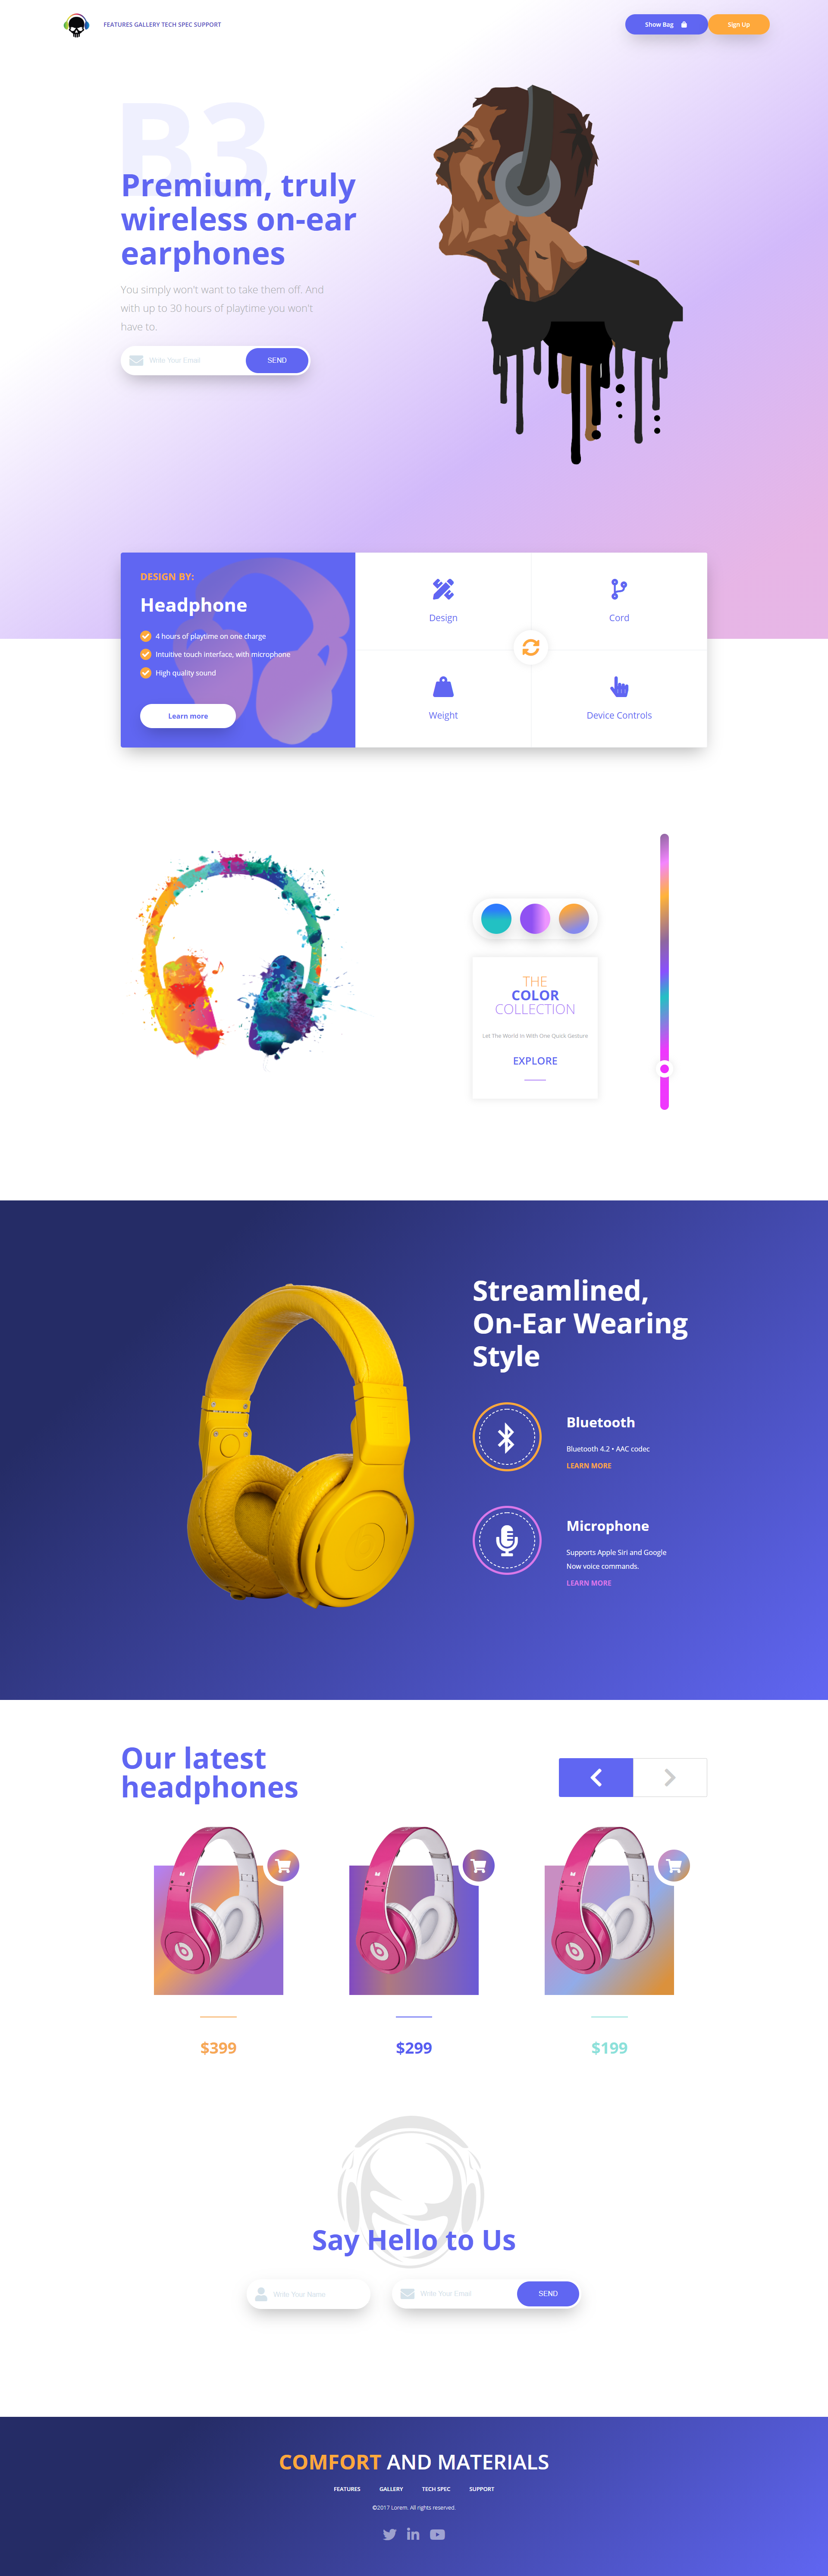 FEATURES GALLERY TECH SPEC SUPPORT
Show Bag
Sign Up
B3
Premium, truly
wireless on-ear
earphones
You simply won't want to take them off. And
with up to 30 hours of playtime you won't
have to.
Write Your Email
SEND
DESIGN BY:
Headphone
4 hours of playtime on one charge
Intuitive touch interface, with microphone
High quality sound
Learn more
Design
Cord
Weight
Device Controls
THE
COLOR
COLLECTION
Let The World In With One Quick Gesture
EXPLORE
Streamlined,
On-Ear Wearing
Style
Bluetooth
Bluetooth 4.2 • AAC codec
LEARN MORE
Microphone
Supports Apple Siri and Google
Now voice commands.
LEARN MORE
Our latest
headphones
$399
$299
$199
Say Hello to Us
Write Your Name
Write Your Email
SEND
COMFORT AND MATERIALS
FEATURES GALLERY TECH SPEC SUPPORT
©2017 Lorem. All rights reserved.